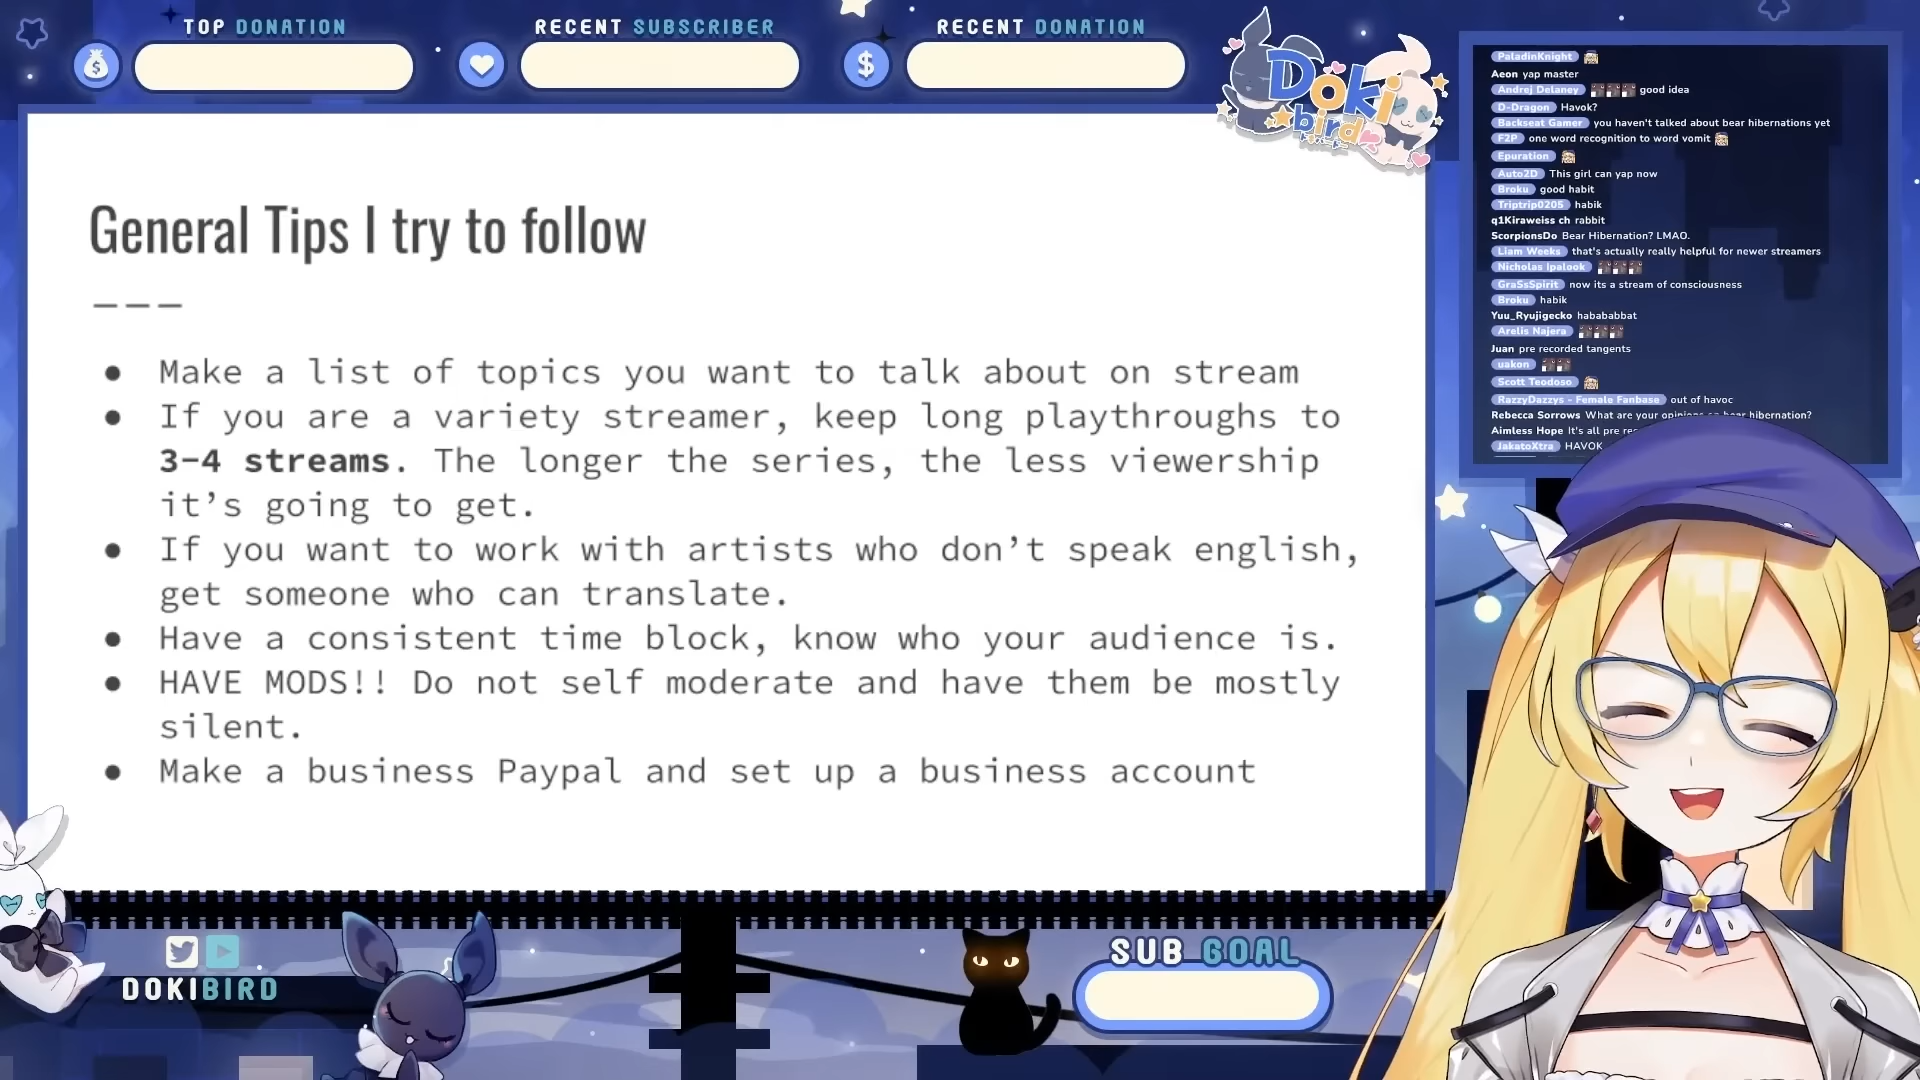 TOP DONATION
RECENT SUBSCRIBER
RECENT DONATION
Doki
bird
General Tips I try to follow
● Make a list of topics you want to talk about on stream
● If you are a variety streamer, keep long playthroughs to
3-4 streams. The longer the series, the less viewership
it’s going to get.
● If you want to work with artists who don’t speak english,
get someone who can translate.
● Have a consistent time block, know who your audience is.
● HAVE MODS!! Do not self moderate and have them be mostly
silent.
● Make a business Paypal and set up a business account
PaladinKnight
Aeon yap master
Andrej Delaney good idea
D-Dragon Havok?
Backseat Gamer you haven't talked about bear hibernations yet
F2P one word recognition to word vomit
Epuration
Auto2D This girl can yap now
Broku good habit
Triptrip0205 habik
q1Kiraweiss ch rabbit
ScorpionsDo Bear Hibernation? LMAO.
Liam Weeks that's actually really helpful for newer streamers
Nicholas Ipalook
GraSsSpirit now its a stream of consciousness
Broku habik
Yuu_Ryujigecko habababbat
Arelis Najera
Juan pre recorded tangents
uakon
Scott Teodoso
RazzyDazzys - Female Fanbase out of havoc
Rebecca Sorrows What are your opinions on bear hibernation?
Aimless Hope It's all pre
JakatoXtra HAVOK
DOKIBIRD
SUB GOAL